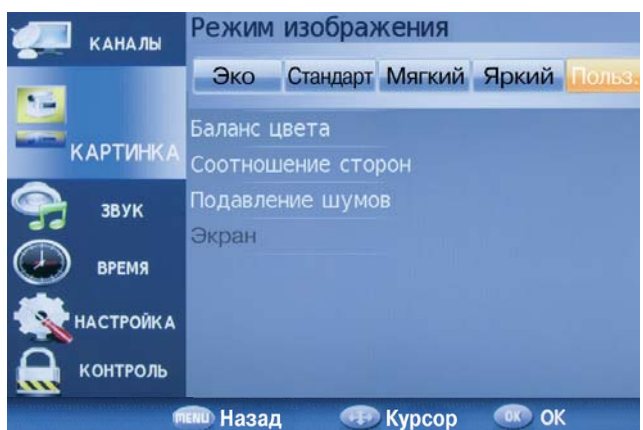 КАНАЛЫ
КАРТИНКА
ЗВУК
ВРЕМЯ
НАСТРОЙКА
КОНТРОЛЬ
Режим изображения
Эко Стандарт Мягкий Яркий Польз.
Баланс цвета
Соотношение сторон
Подавление шумов
Экран
MENU Назад Курсор OK OK